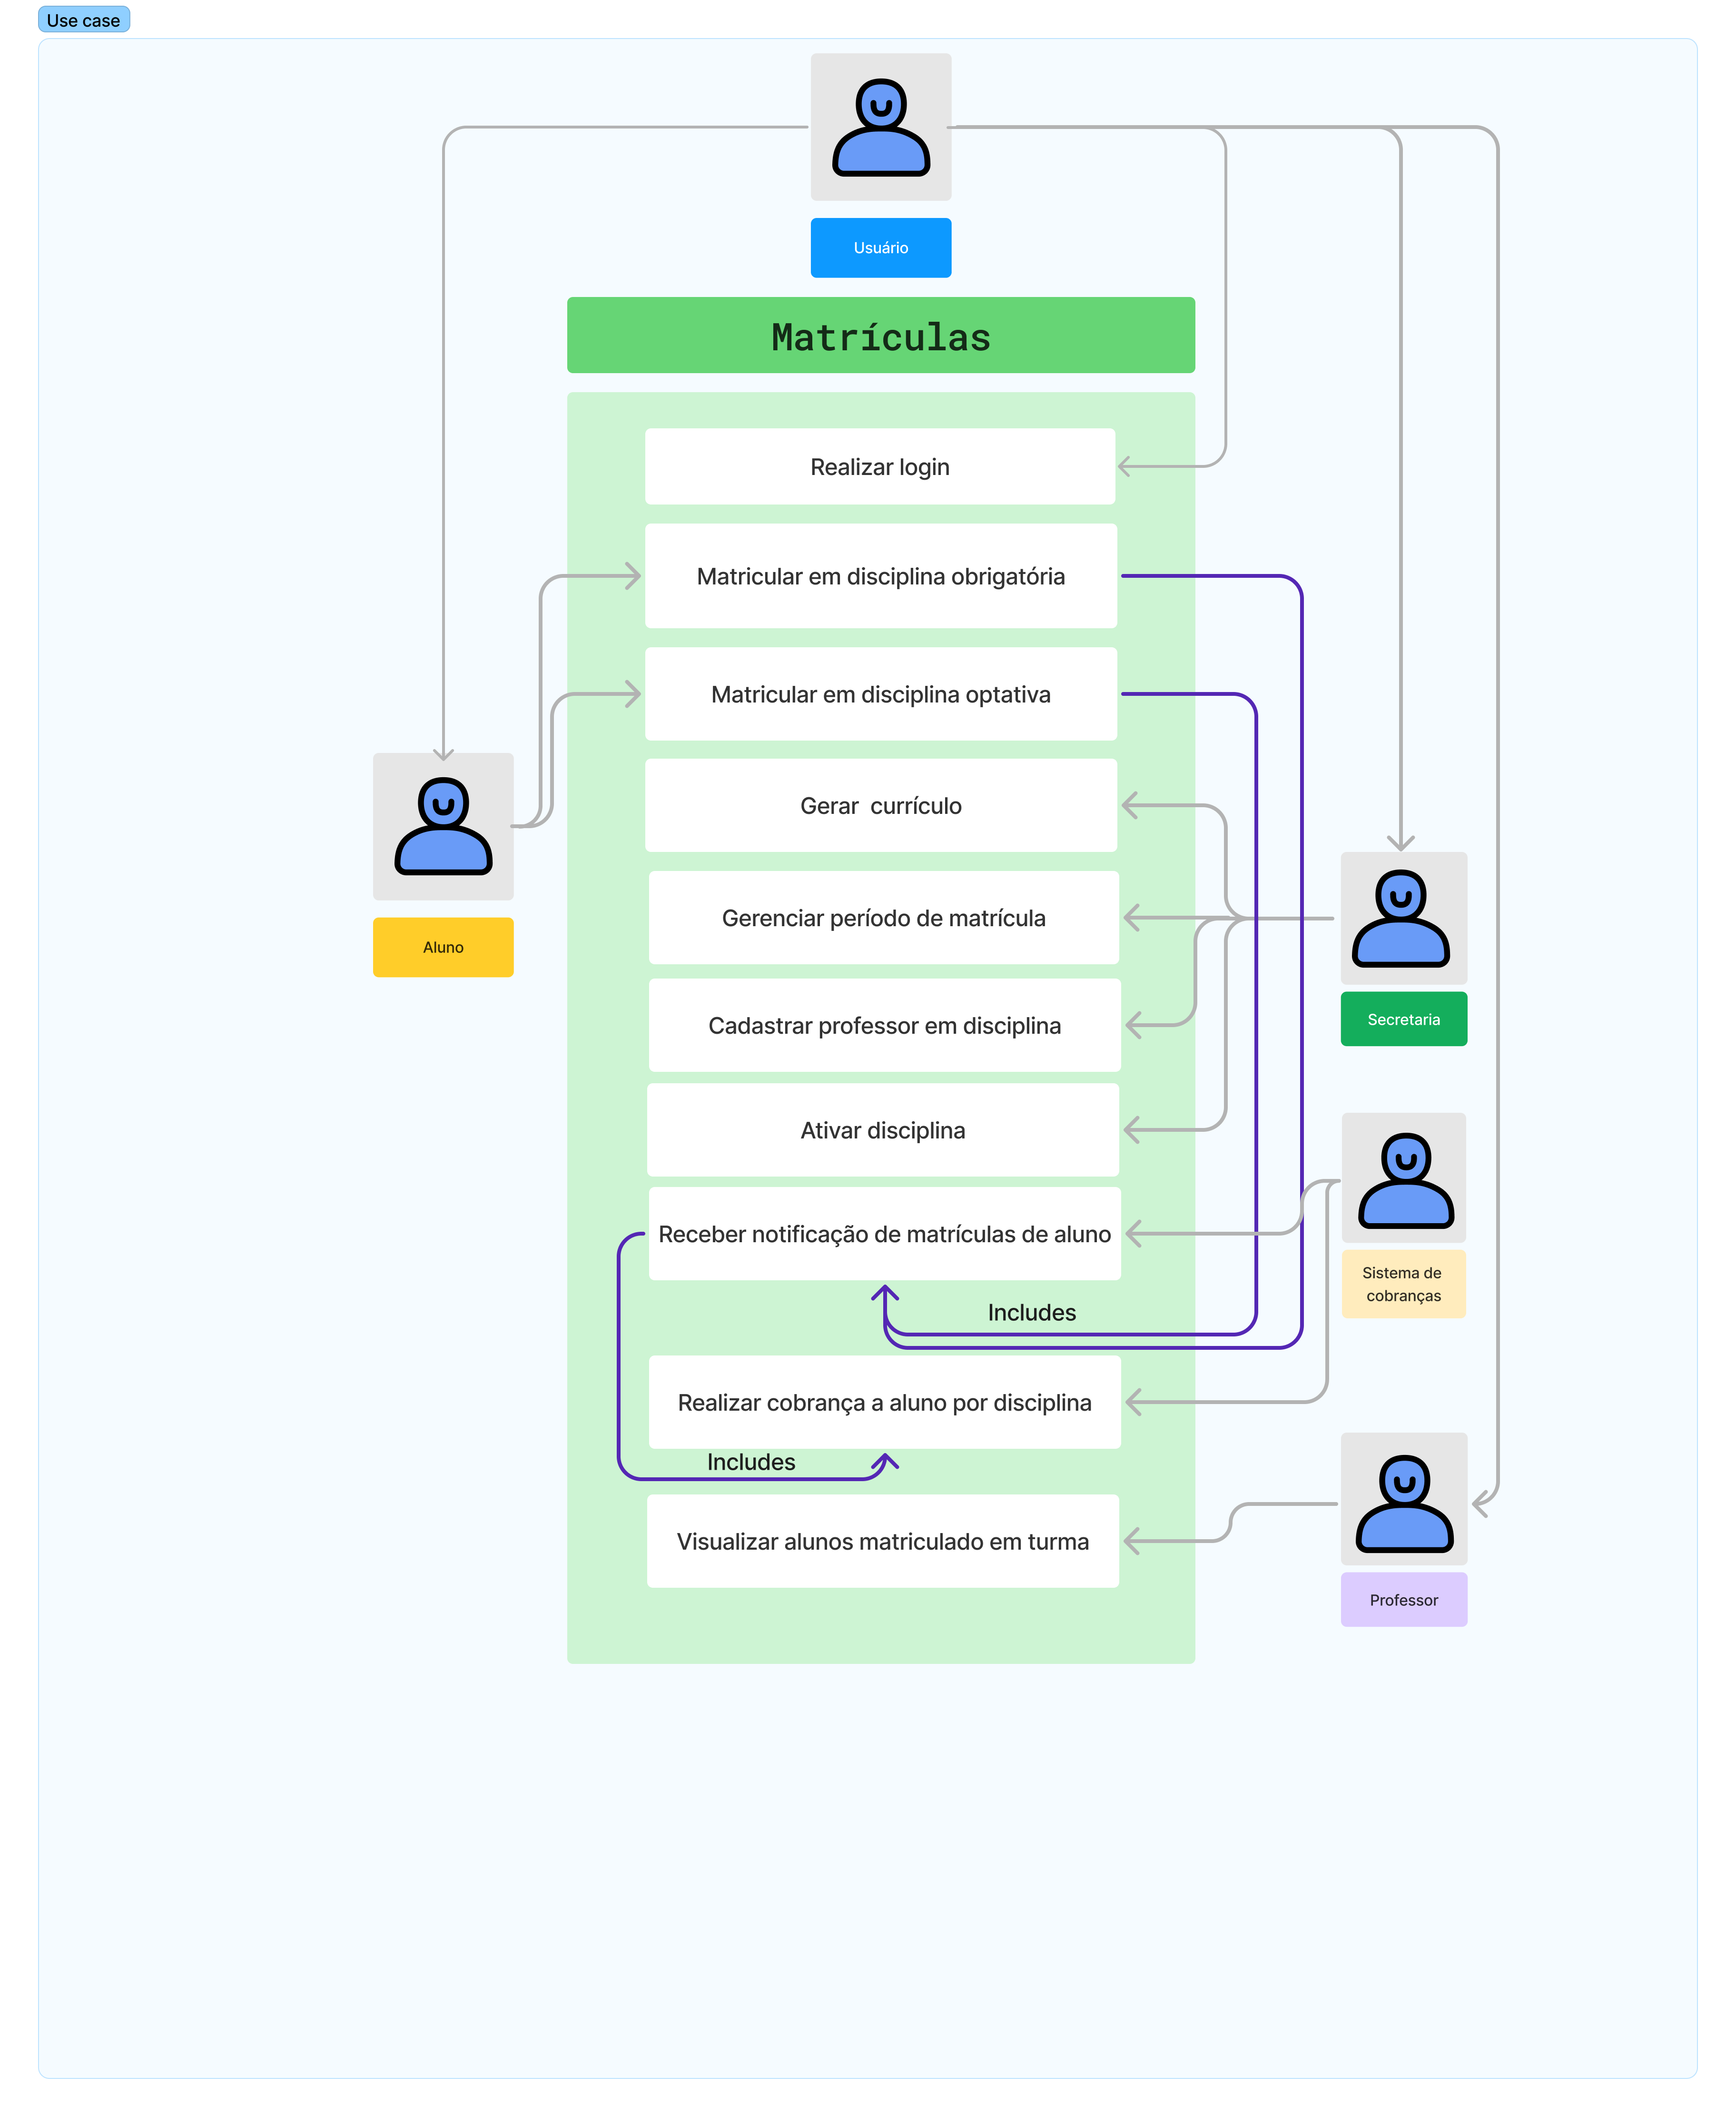 Use case
Usuário
Matrículas
Realizar login
Matricular em disciplina obrigatória
Matricular em disciplina optativa
Gerar  currículo
Aluno
Gerenciar período de matrícula
Secretaria
Cadastrar professor em disciplina
Ativar disciplina
Receber notificação de matrículas de aluno
Sistema de
cobranças
Includes
Realizar cobrança a aluno por disciplina
Includes
Visualizar alunos matriculado em turma
Professor